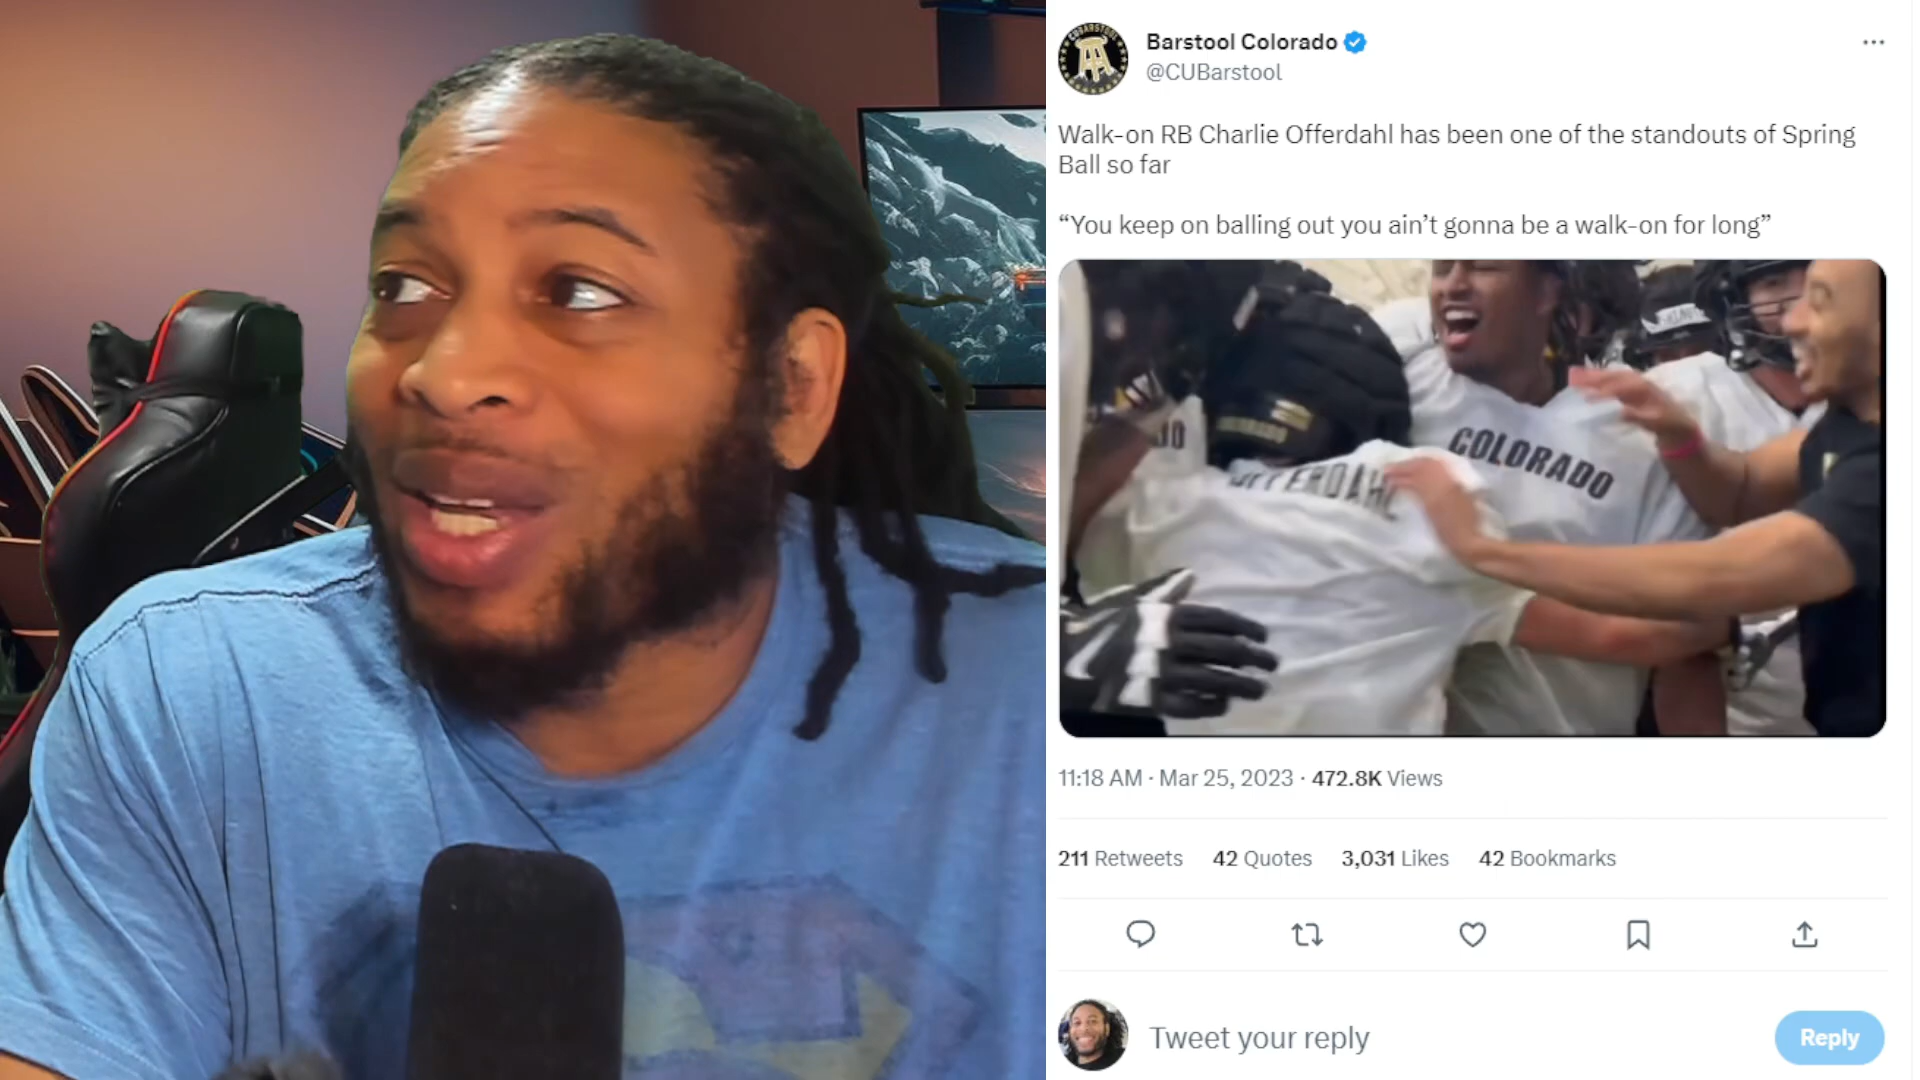 Barstool Colorado
@CUBarstool
Walk-on RB Charlie Offerdahl has been one of the standouts of Spring
Ball so far
“You keep on balling out you ain’t gonna be a walk-on for long”
COLORADO
OFFERDAHL
COLORADO
11:18 AM · Mar 25, 2023 · 472.8K Views
211 Retweets 42 Quotes 3,031 Likes 42 Bookmarks
Tweet your reply
Reply